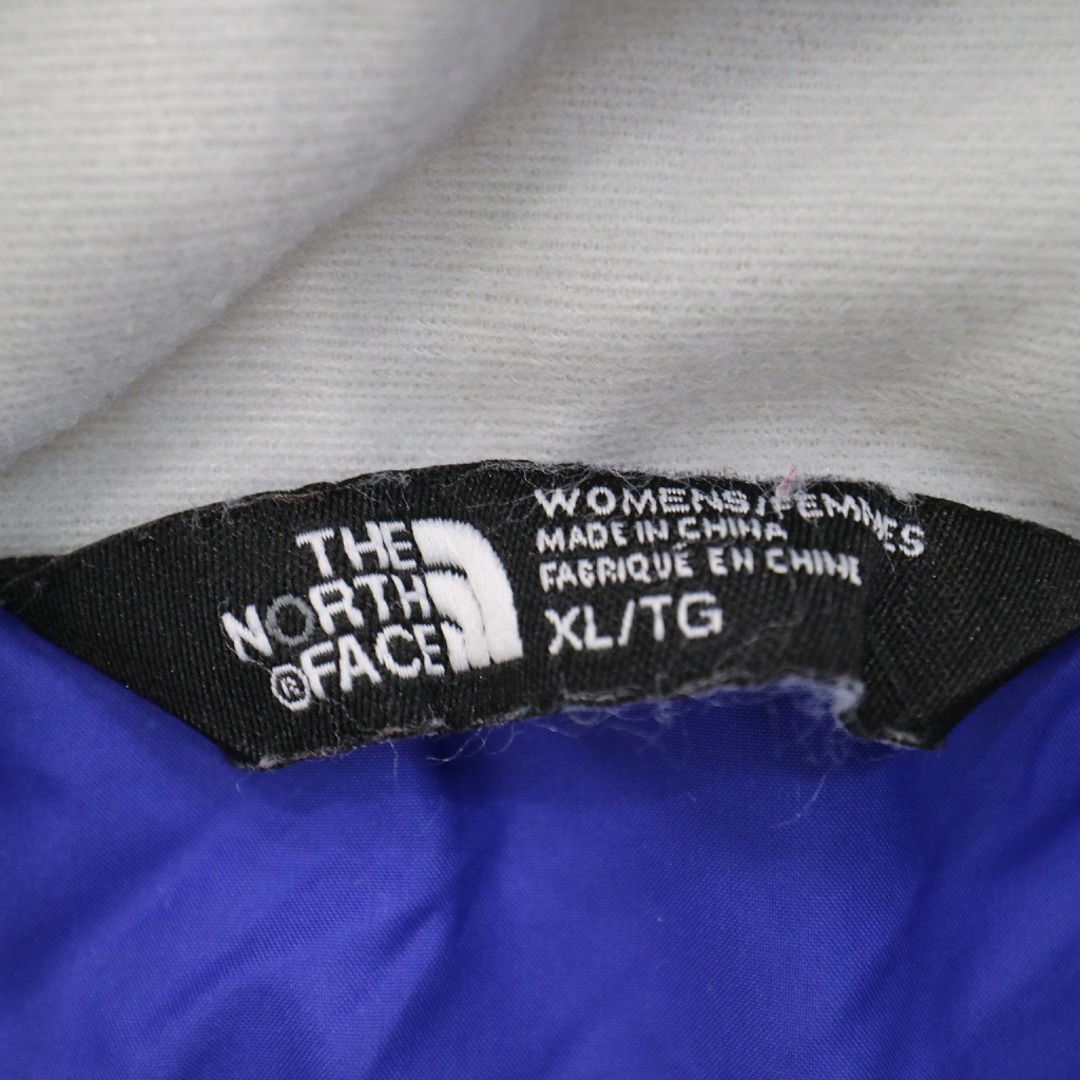 THE
NORTH
®FACE
WOMENS/FEMMES
MADE IN CHINA
FABRIQUÉ EN CHINE
XL/TG